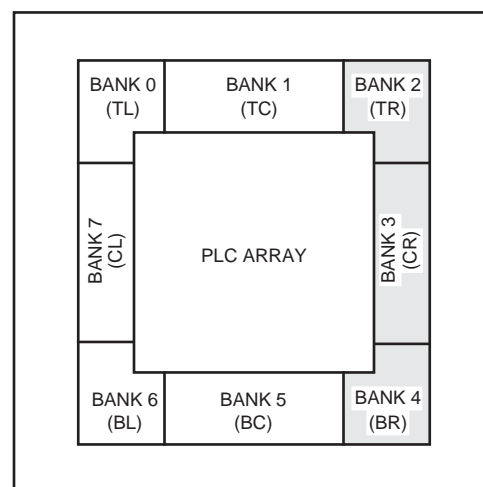 BANK 0
(TL)
BANK 1
(TC)
BANK 2
(TR)
BANK 7
(CL)
PLC ARRAY
BANK 3
(CR)
BANK 6
(BL)
BANK 5
(BC)
BANK 4
(BR)